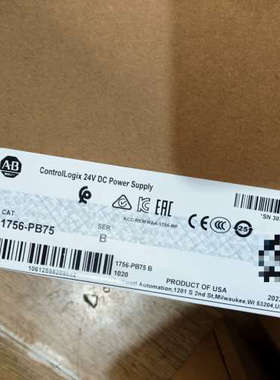 A-B
ControlLogix 24V DC Power Supply
CAT
1756-PB75
SER
B
1756-PB75 B
1020
PRODUCT OF USA
Automation, 1201 S 2nd St, Milwaukee, WI 53204, U